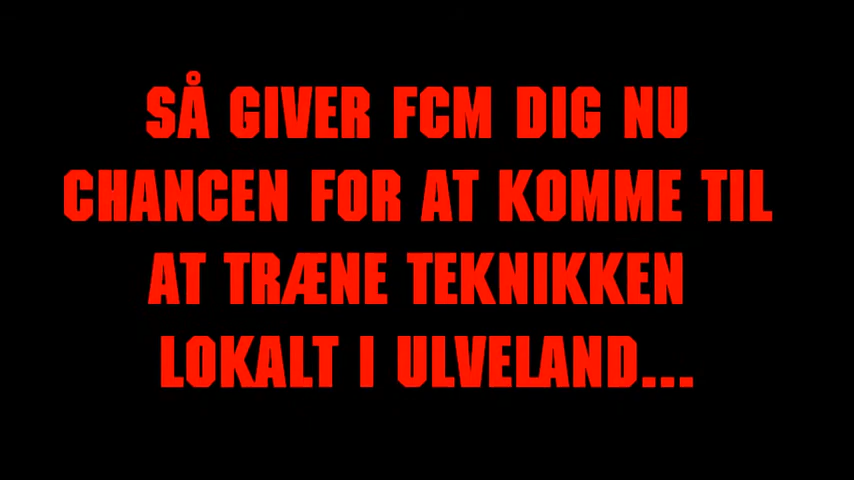 SÅ GIVER FCM DIG NU
CHANCEN FOR AT KOMME TIL
AT TRÆNE TEKNIKKEN
LOKALT I ULVELAND...